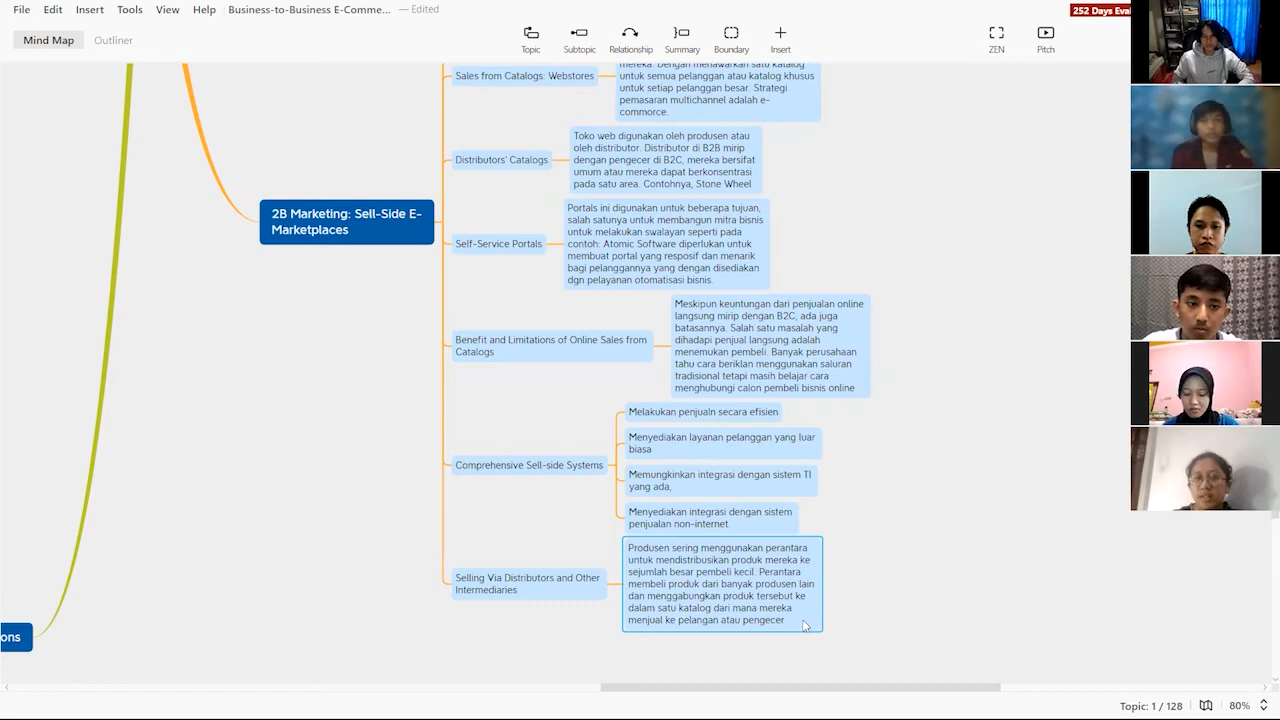 File Edit Insert Tools View Help Business-to-Business E-Comme... — Edited
252 Days Eval
Mind Map Outliner
Topic Subtopic Relationship Summary Boundary Insert ZEN Pitch
Sales from Catalogs: Webstores
mereka. Dengan menawarkan satu katalog
untuk semua pelanggan atau katalog khusus
untuk setiap pelanggan besar. Strategi
pemasaran multichannel adalah e-
commorce.
Distributors' Catalogs
Toko web digunakan oleh produsen atau
oleh distributor. Distributor di B2B mirip
dengan pengecer di B2C, mereka bersifat
umum atau mereka dapat berkonsentrasi
pada satu area. Contohnya, Stone Wheel
2B Marketing: Sell-Side E-
Marketplaces
Self-Service Portals
Portals ini digunakan untuk beberapa tujuan,
salah satunya untuk membangun mitra bisnis
untuk melakukan swalayan seperti pada
contoh: Atomic Software diperlukan untuk
membuat portal yang resposif dan menarik
bagi pelanggannya yang dengan disediakan
dgn pelayanan otomatisasi bisnis.
Benefit and Limitations of Online Sales from
Catalogs
Meskipun keuntungan dari penjualan online
langsung mirip dengan B2C, ada juga
batasannya. Salah satu masalah yang
dihadapi penjual langsung adalah
menemukan pembeli. Banyak perusahaan
tahu cara beriklan menggunakan saluran
tradisional tetapi masih belajar cara
menghubungi calon pembeli bisnis online
Comprehensive Sell-side Systems
Melakukan penjualn secara efisien
Menyediakan layanan pelanggan yang luar
biasa
Memungkinkan integrasi dengan sistem TI
yang ada,
Menyediakan integrasi dengan sistem
penjualan non-internet.
Selling Via Distributors and Other
Intermediaries
Produsen sering menggunakan perantara
untuk mendistribusikan produk mereka ke
sejumlah besar pembeli kecil. Perantara
membeli produk dari banyak produsen lain
dan menggabungkan produk tersebut ke
dalam satu katalog dari mana mereka
menjual ke pelangan atau pengecer
ons
Topic: 1 / 128 80%